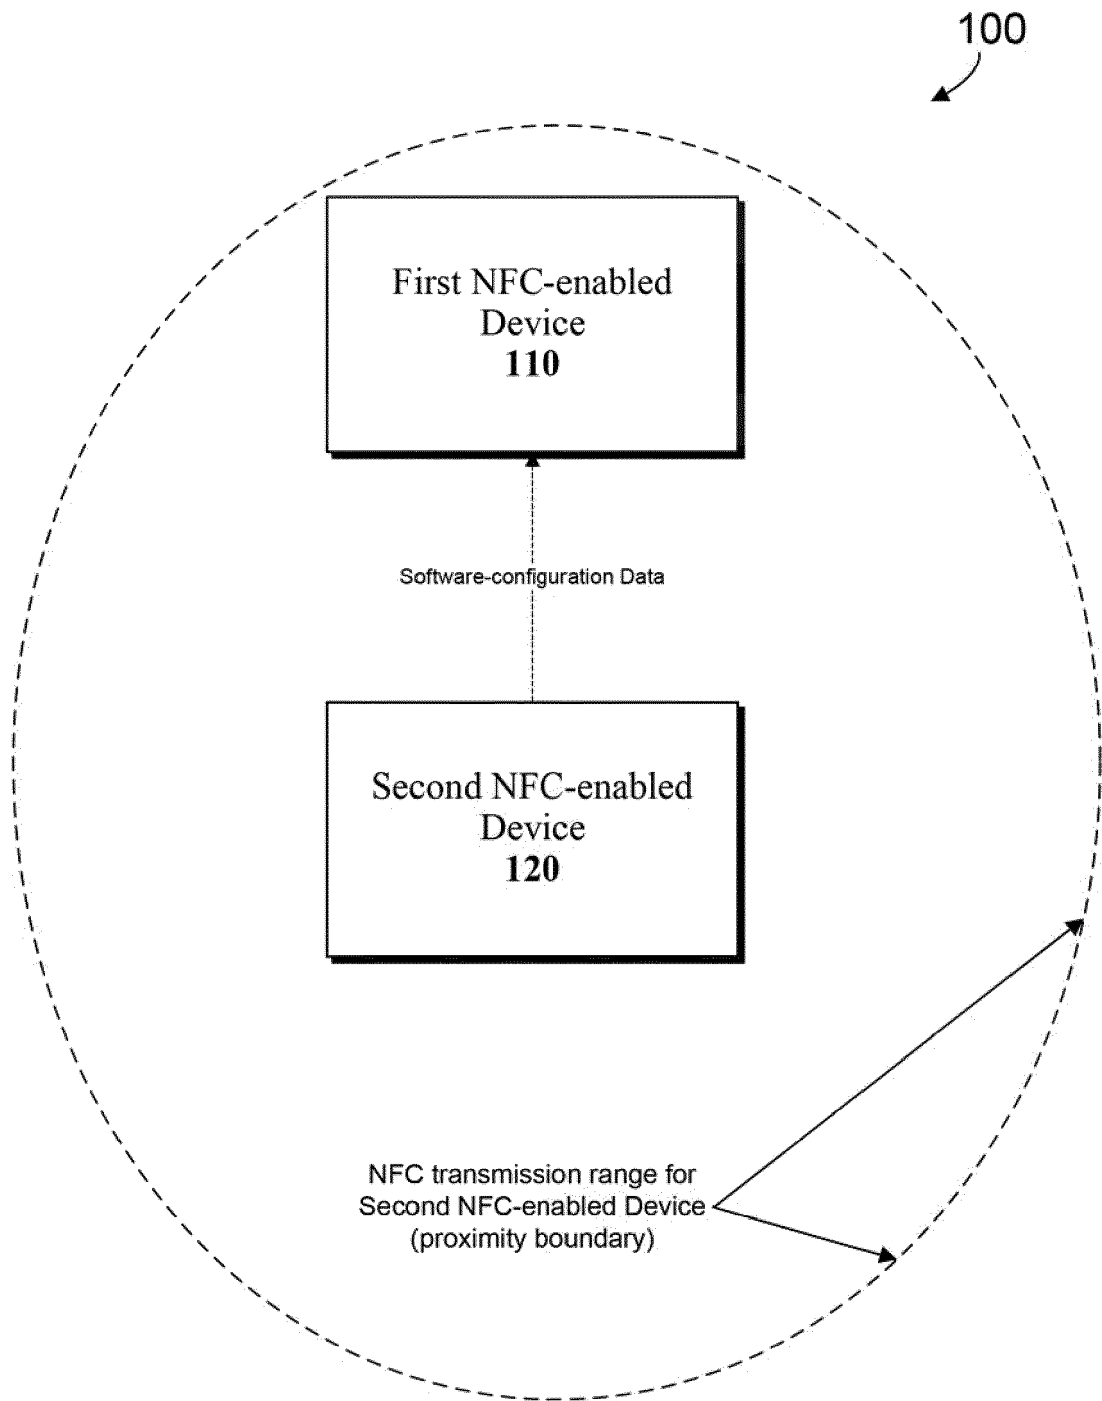 100
First NFC-enabled
Device
110
Software-configuration Data
Second NFC-enabled
Device
120
NFC transmission range for
Second NFC-enabled Device
(proximity boundary)